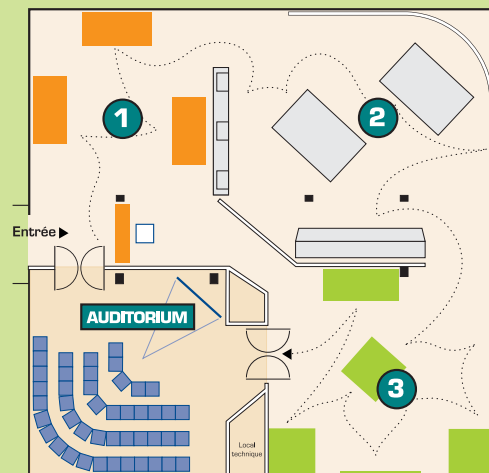 1
2
Entrée
AUDITORIUM
3
Local
technique